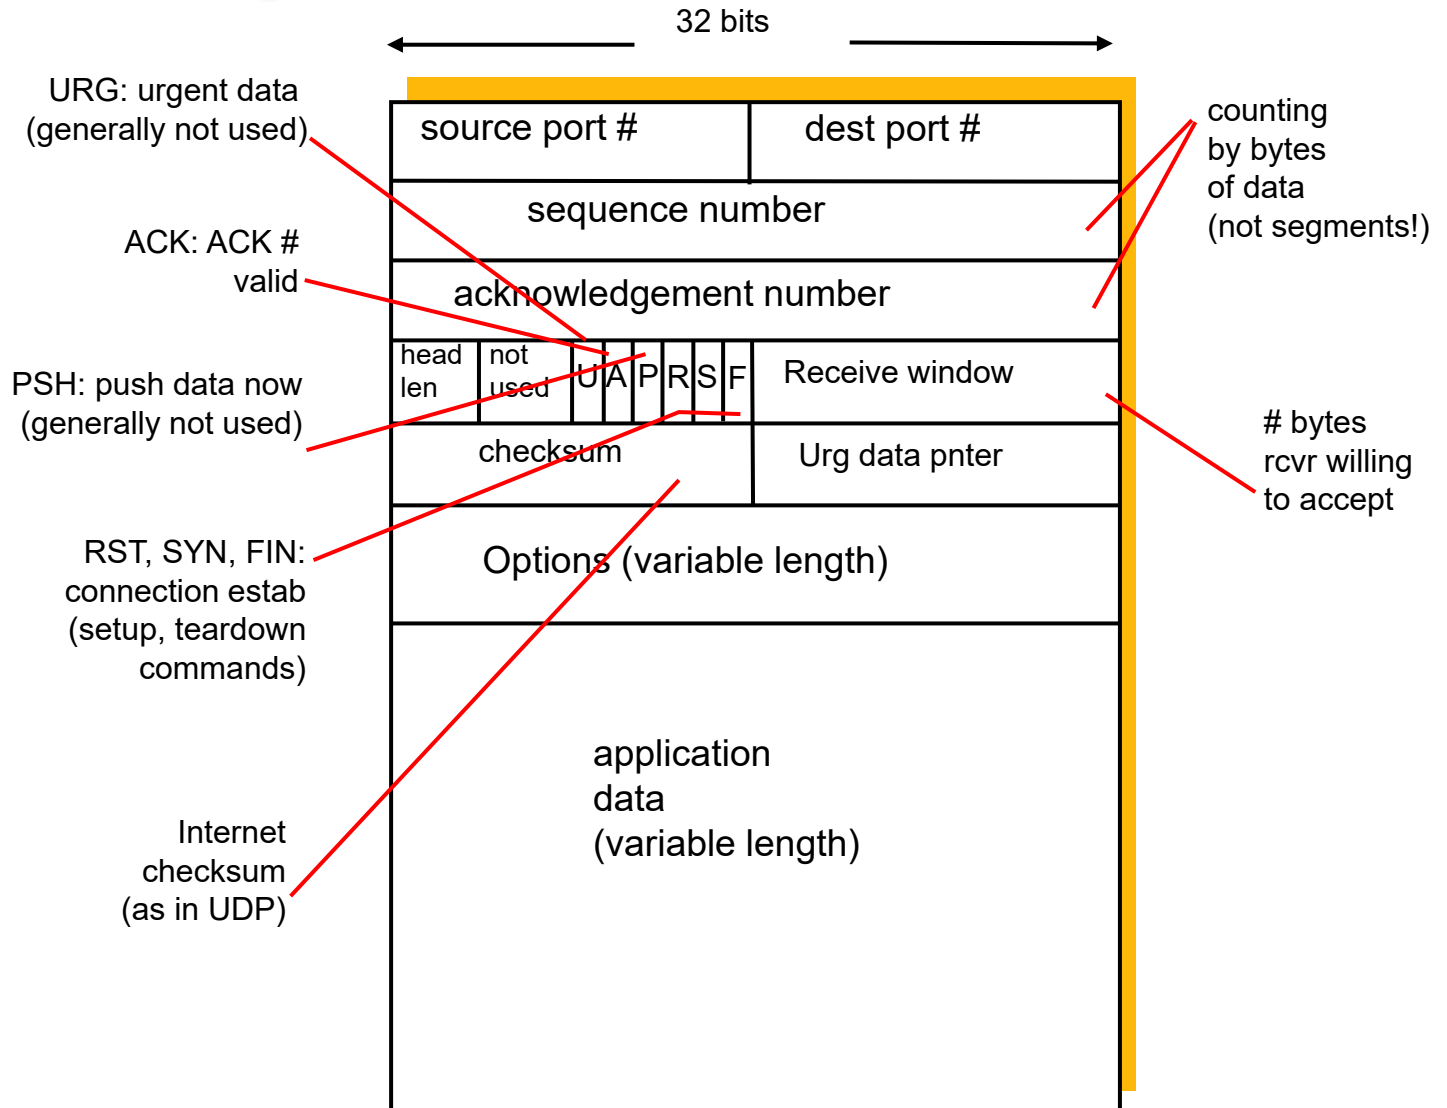 32 bits
URG: urgent data
(generally not used)
source port #
dest port #
counting
by bytes
of data
(not segments!)
sequence number
ACK: ACK #
valid
acknowledgement number
head
len
not
used
U
A
P
R
S
F
Receive window
PSH: push data now
(generally not used)
# bytes
rcvr willing
to accept
checksum
Urg data pnter
RST, SYN, FIN:
connection estab
(setup, teardown
commands)
Options (variable length)
application
data
(variable length)
Internet
checksum
(as in UDP)